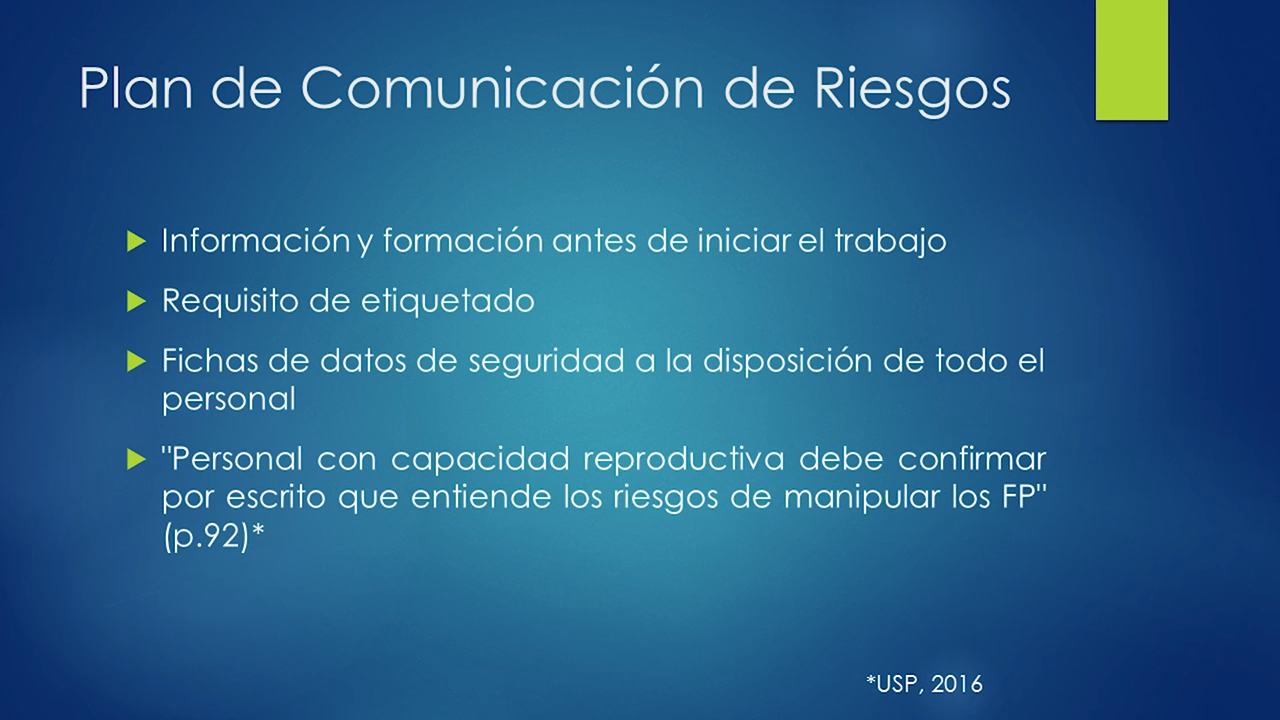 Plan de Comunicación de Riesgos
Información y formación antes de iniciar el trabajo
Requisito de etiquetado
Fichas de datos de seguridad a la disposición de todo el
personal
"Personal con capacidad reproductiva debe confirmar
por escrito que entiende los riesgos de manipular los FP"
(p.92)*
*USP, 2016